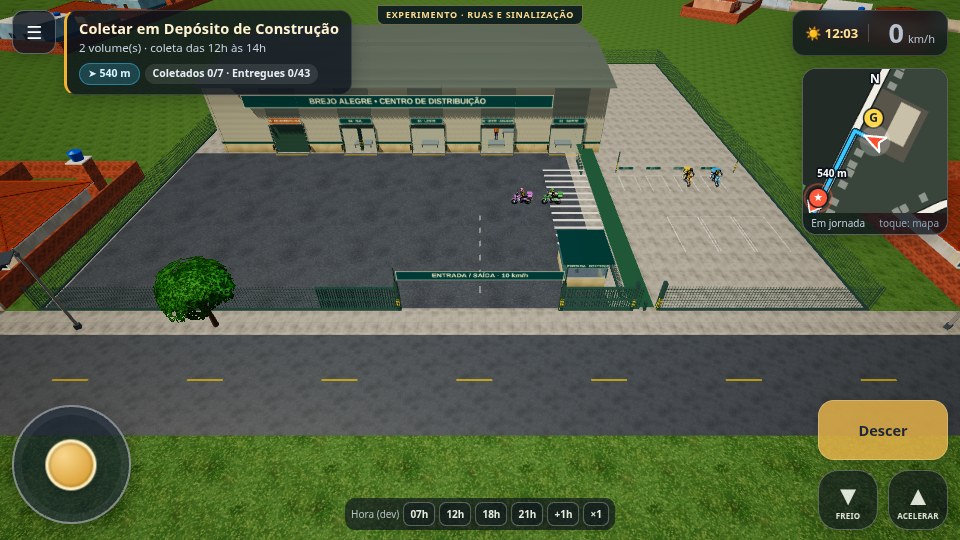 EXPERIMENTO · RUAS E SINALIZAÇÃO
☰
Coletar em Depósito de Construção
2 volume(s) · coleta das 12h às 14h
➤ 540 m
Coletados 0/7 · Entregues 0/43
☀ 12:03
0 km/h
BREJO ALEGRE • CENTRO DE DISTRIBUIÇÃO
ENTRADA / SAÍDA · 10 km/h
N
G
540 m
Em jornada
toque: mapa
Descer
▼
FREIO
▲
ACELERAR
Hora (dev)
07h
12h
18h
21h
+1h
×1